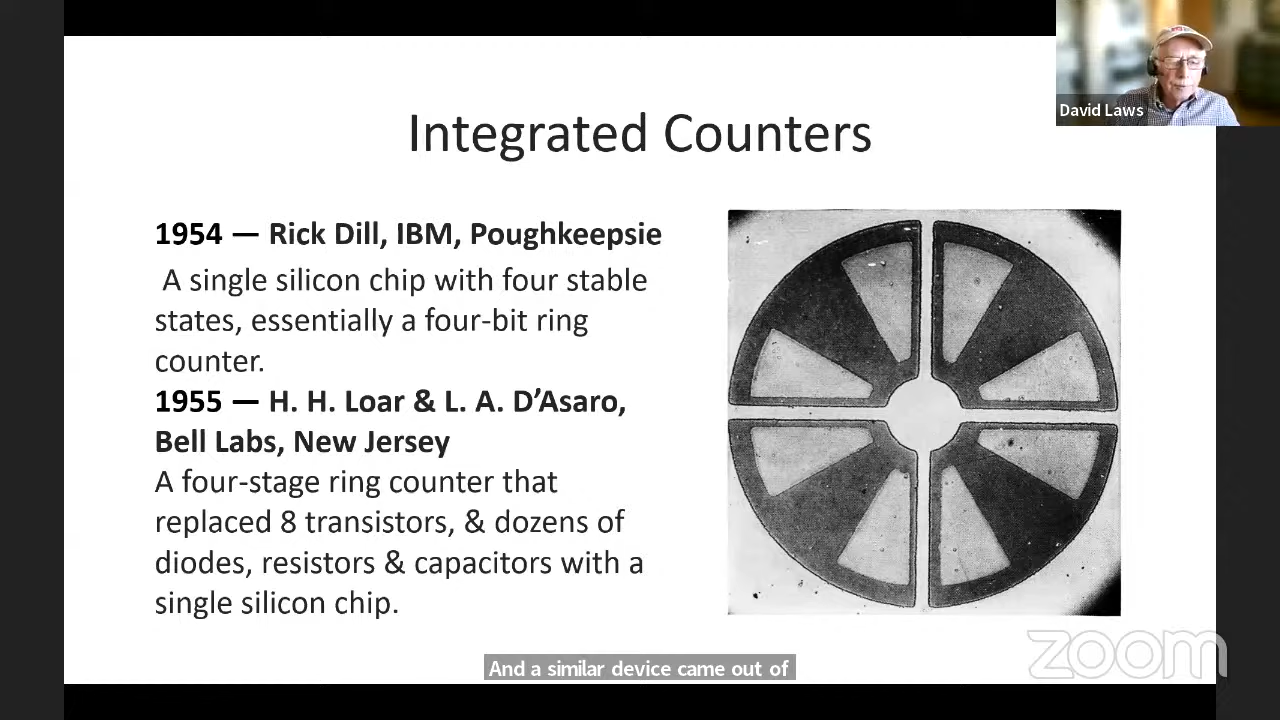 David Laws
Integrated Counters
1954 — Rick Dill, IBM, Poughkeepsie
A single silicon chip with four stable
states, essentially a four-bit ring
counter.
1955 — H. H. Loar & L. A. D’Asaro,
Bell Labs, New Jersey
A four-stage ring counter that
replaced 8 transistors, & dozens of
diodes, resistors & capacitors with a
single silicon chip.
zoom
And a similar device came out of